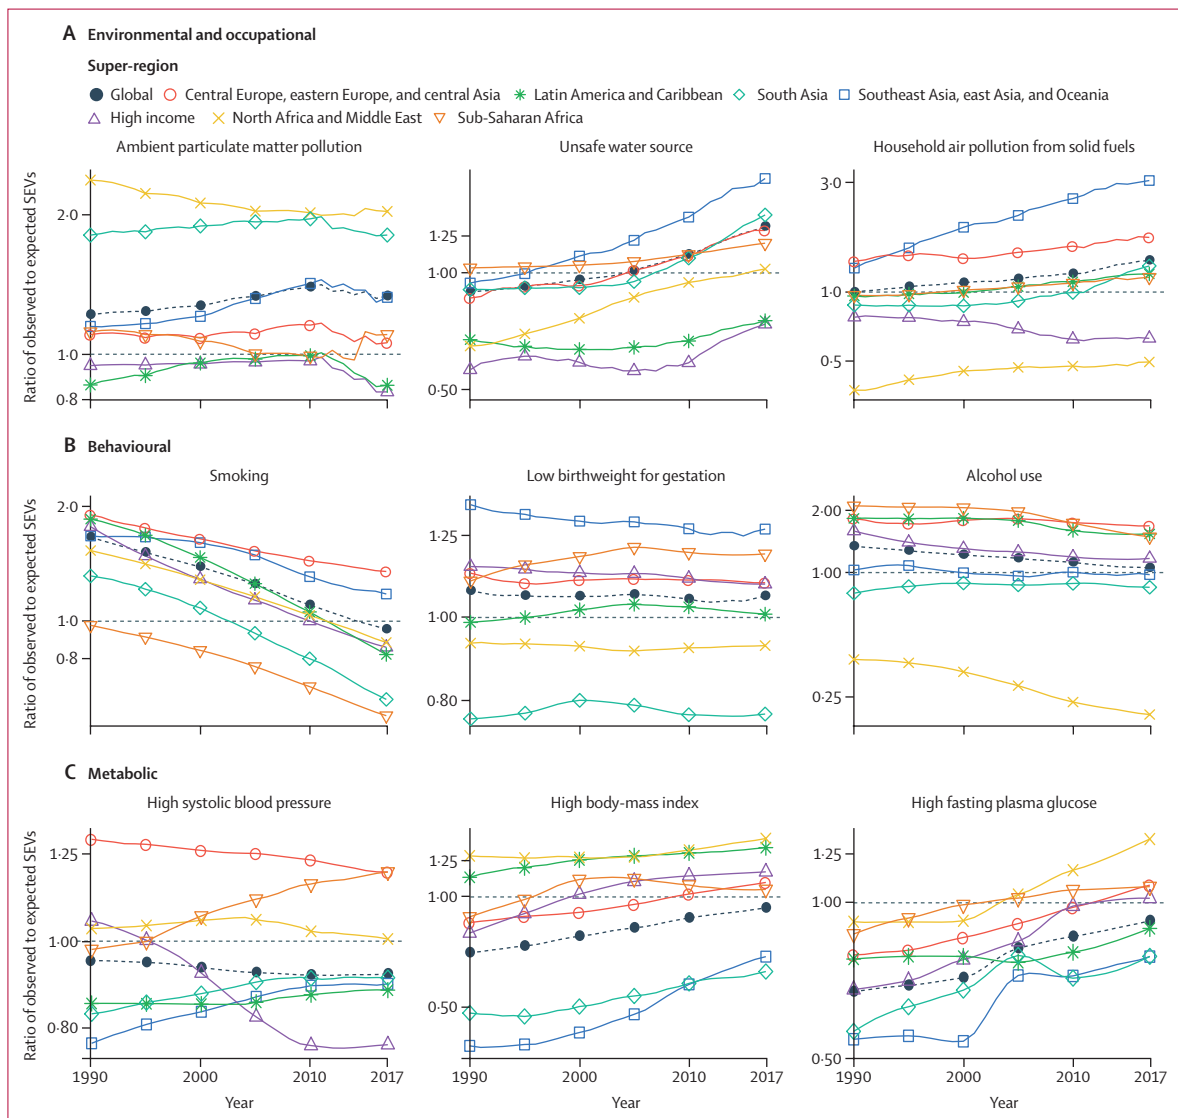 A Environmental and occupational
Super-region
Global Central Europe, eastern Europe, and central Asia Latin America and Caribbean South Asia Southeast Asia, east Asia, and Oceania
High income North Africa and Middle East Sub-Saharan Africa
Ambient particulate matter pollution Unsafe water source Household air pollution from solid fuels
Ratio of observed to expected SEVs
2·0
1·0
0·8
1·25
1·00
0·50
3·0
1·0
0·5
B Behavioural
Smoking Low birthweight for gestation Alcohol use
Ratio of observed to expected SEVs
2·0
1·0
0·8
1·25
1·00
0·80
2·00
1·00
0·25
C Metabolic
High systolic blood pressure High body-mass index High fasting plasma glucose
Ratio of observed to expected SEVs
1·25
1·00
0·80
1·25
1·00
0·50
1·25
1·00
0·50
1990 2000 2010 2017 1990 2000 2010 2017 1990 2000 2010 2017
Year Year Year